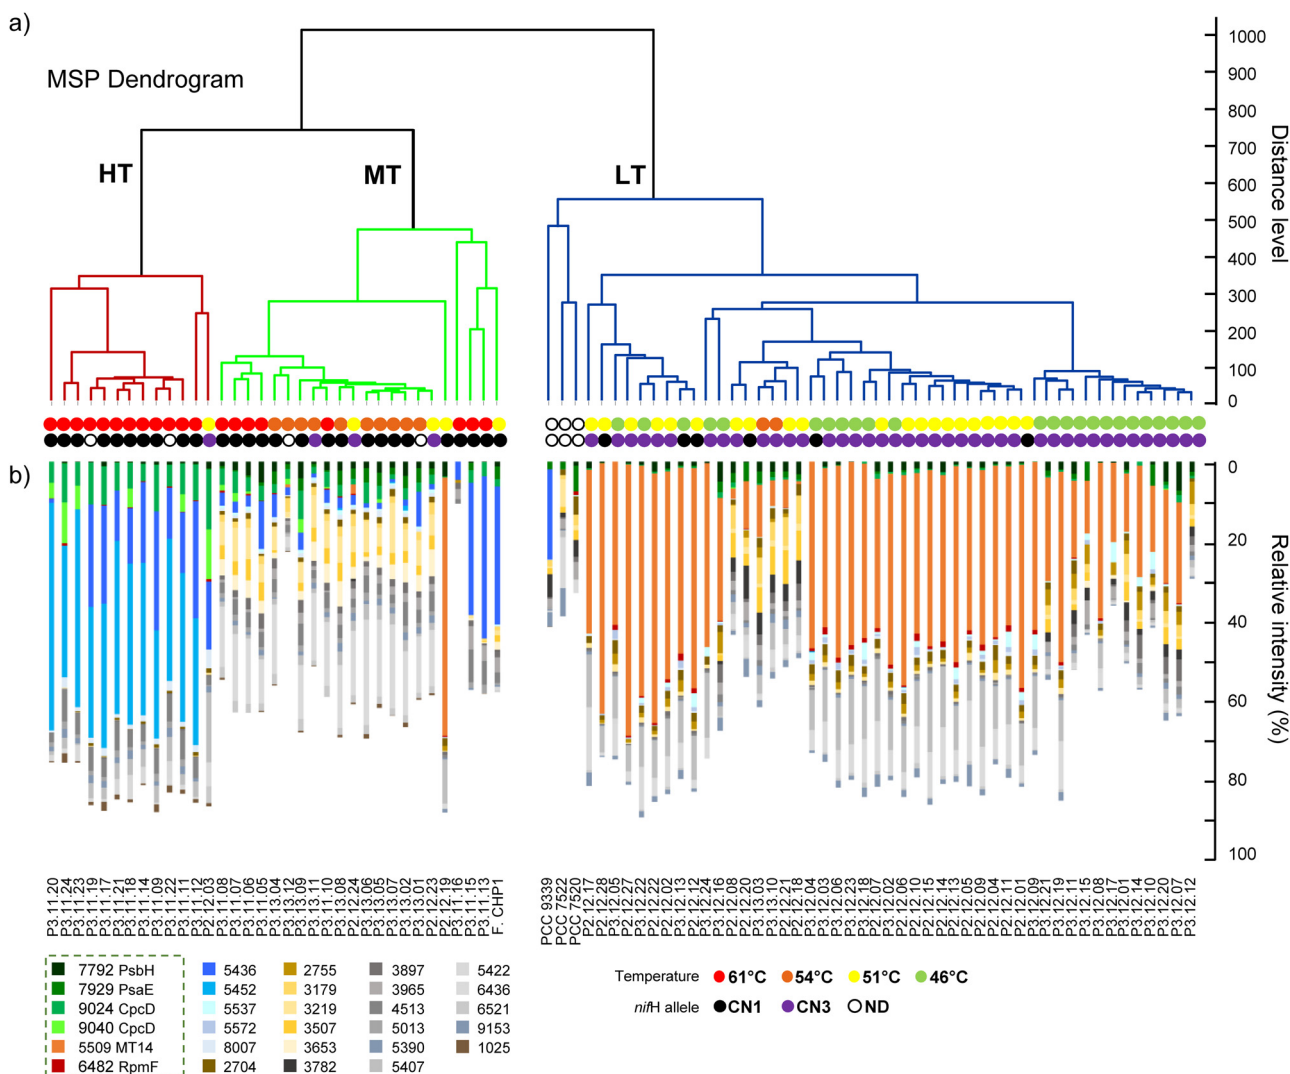 a)
MSP Dendrogram
HT
MT
LT
1000
900
800
700
600
500
400
300
200
100
0
Distance level
b)
0
20
40
60
80
100
Relative intensity (%)
P3.11.20
P3.11.24
P3.11.23
P3.11.19
P3.11.17
P3.11.21
P3.11.18
P3.11.14
P3.11.09
P3.11.22
P3.11.11
P3.11.12
P2.12.03
P3.11.08
P3.11.07
P3.11.06
P3.11.05
P3.13.04
P3.13.12
P3.13.09
P3.13.11
P3.11.10
P3.13.08
P2.12.24
P3.13.06
P3.13.05
P3.13.07
P3.13.02
P3.13.01
P2.12.23
P2.12.19
P3.11.16
P3.11.15
P3.11.13
F. CHP1
PCC 9339
PCC 7522
PCC 7520
P2.12.17
P2.12.28
P3.12.05
P2.12.27
P3.12.22
P2.12.22
P2.12.02
P3.12.13
P2.12.12
P3.12.24
P3.12.16
P2.12.08
P2.12.20
P3.13.03
P3.13.10
P2.12.21
P2.12.18
P3.12.04
P3.12.03
P3.12.06
P3.12.23
P3.12.18
P2.12.07
P3.12.02
P2.12.06
P2.12.10
P2.12.15
P2.12.14
P2.12.13
P2.12.05
P2.12.09
P2.12.04
P2.12.11
P2.12.01
P3.12.09
P3.12.21
P3.12.19
P3.12.11
P3.12.15
P3.12.08
P3.12.17
P3.12.01
P3.12.14
P3.12.10
P3.12.20
P3.12.07
P3.12.12
7792 PsbH
7929 PsaE
9024 CpcD
9040 CpcD
5509 MT14
6482 RpmF
5436
5452
5537
5572
8007
2704
2755
3179
3219
3507
3653
3782
3897
3965
4513
5013
5390
5407
5422
6436
6521
9153
1025
Temperature 61°C 54°C 51°C 46°C
nifH allele CN1 CN3 ND